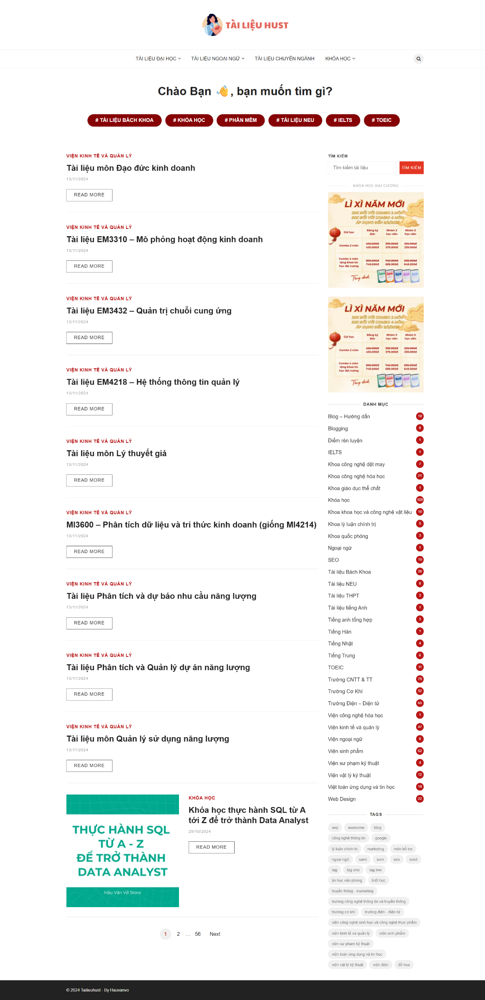 TÀI LIỆU HUST
TÀI LIỆU ĐẠI HỌC
TÀI LIỆU NGOẠI NGỮ
TÀI LIỆU CHUYÊN NGÀNH
KHÓA HỌC
Chào Bạn 👋, bạn muốn tìm gì?
# TÀI LIỆU BÁCH KHOA
# KHÓA HỌC
# PHẦN MỀM
# TÀI LIỆU NEU
# IELTS
# TOEIC
VIỆN KINH TẾ VÀ QUẢN LÝ
Tài liệu môn Đạo đức kinh doanh
13/11/2024
READ MORE
VIỆN KINH TẾ VÀ QUẢN LÝ
Tài liệu EM3310 – Mô phỏng hoạt động kinh doanh
13/11/2024
READ MORE
VIỆN KINH TẾ VÀ QUẢN LÝ
Tài liệu EM3432 – Quản trị chuỗi cung ứng
13/11/2024
READ MORE
VIỆN KINH TẾ VÀ QUẢN LÝ
Tài liệu EM4218 – Hệ thống thông tin quản lý
13/11/2024
READ MORE
VIỆN KINH TẾ VÀ QUẢN LÝ
Tài liệu môn Lý thuyết giá
13/11/2024
READ MORE
VIỆN KINH TẾ VÀ QUẢN LÝ
MI3600 – Phân tích dữ liệu và tri thức kinh doanh (giống MI4214)
13/11/2024
READ MORE
VIỆN KINH TẾ VÀ QUẢN LÝ
Tài liệu Phân tích và dự báo nhu cầu năng lượng
13/11/2024
READ MORE
VIỆN KINH TẾ VÀ QUẢN LÝ
Tài liệu Phân tích và Quản lý dự án năng lượng
13/11/2024
READ MORE
VIỆN KINH TẾ VÀ QUẢN LÝ
Tài liệu môn Quản lý sử dụng năng lượng
13/11/2024
READ MORE
THỰC HÀNH SQL
TỪ A - Z
ĐỂ TRỞ THÀNH
DATA ANALYST
Hậu Văn Vở Store
KHÓA HỌC
Khóa học thực hành SQL từ A
tới Z để trở thành Data Analyst
29/10/2024
READ MORE
1 2 … 56 Next
TÌM KIẾM
Tìm kiếm tài liệu
TÌM KIẾM
KHÓA HỌC ĐẠI CƯƠNG
LÌ XÌ NĂM MỚI
20K ĐỐI VỚI COMBO 2 MÔN
50K ĐỐI VỚI COMBO 4 MÔN
ÁP DỤNG ĐẾN 9/2/2025
Gói học Đăng ký đơn Nhóm 3 học viên Nhóm 5 học viên
Combo 2 môn 450.000đ 430.000đ 399.000đ 379.000đ 359.000đ 339.000đ
Combo 4 môn tặng khoá tin học đại cương 800.000đ 749.000đ 749.000đ 699.000đ 699.000đ 649.000đ
Tặng ebook
LÌ XÌ NĂM MỚI
20K ĐỐI VỚI COMBO 2 MÔN
50K ĐỐI VỚI COMBO 4 MÔN
ÁP DỤNG ĐẾN 9/2/2025
Gói học Đăng ký đơn Nhóm 3 học viên Nhóm 5 học viên
Combo 2 môn 450.000đ 430.000đ 399.000đ 379.000đ 359.000đ 339.000đ
Combo 4 môn tặng khoá tin học đại cương 800.000đ 749.000đ 749.000đ 699.000đ 699.000đ 649.000đ
Tặng ebook
DANH MỤC
Blog – Hướng dẫn 10
Blogging 8
Điểm rèn luyện 1
IELTS 1
Khoa công nghệ dệt may 7
Khoa công nghệ hóa học 21
Khoa giáo dục thể chất 1
Khóa học 109
Khoa khoa học và công nghệ vật liệu 10
Khoa lý luận chính trị 5
Khoa quốc phòng 3
Ngoại ngữ 1
SEO 19
Tài liệu Bách Khoa 28
Tài liệu NEU 8
Tài liệu THPT 3
Tài liệu tiếng Anh 1
Tiếng anh tổng hợp 3
Tiếng Hàn 1
Tiếng Nhật 4
Tiếng Trung 6
TOEIC 11
Trường CNTT & TT 79
Trường Cơ Khí 52
Trường Điện – Điện tử 65
Viện công nghệ hóa học 1
Viện kinh tế và quản lý 47
Viện ngoại ngữ 8
Viện sinh phẩm 62
Viện sư phạm kỹ thuật 4
Viện vật lý kỹ thuật 12
Việt toán ứng dụng và tin học 19
Web Design 22
TAGS
aep awesome blog
công nghệ thông tin google
lý luận chính trị marketing môn bổ trợ
ngoại ngữ sami sem seo soict
tag tag one tag two
tin học văn phòng triết học
truyền thông - marketing
trường công nghệ thông tin và truyền thông
trường cơ khí trường điện - điện tử
viện công nghệ sinh học và công nghệ thực phẩm
viện kinh tế và quản lý viện sinh phẩm
viện sư phạm kỹ thuật
viện toán ứng dụng và tin học
viện vật lý kỹ thuật viện điện đồ họa
© 2024 Tailieuhust - By Hauvanvo